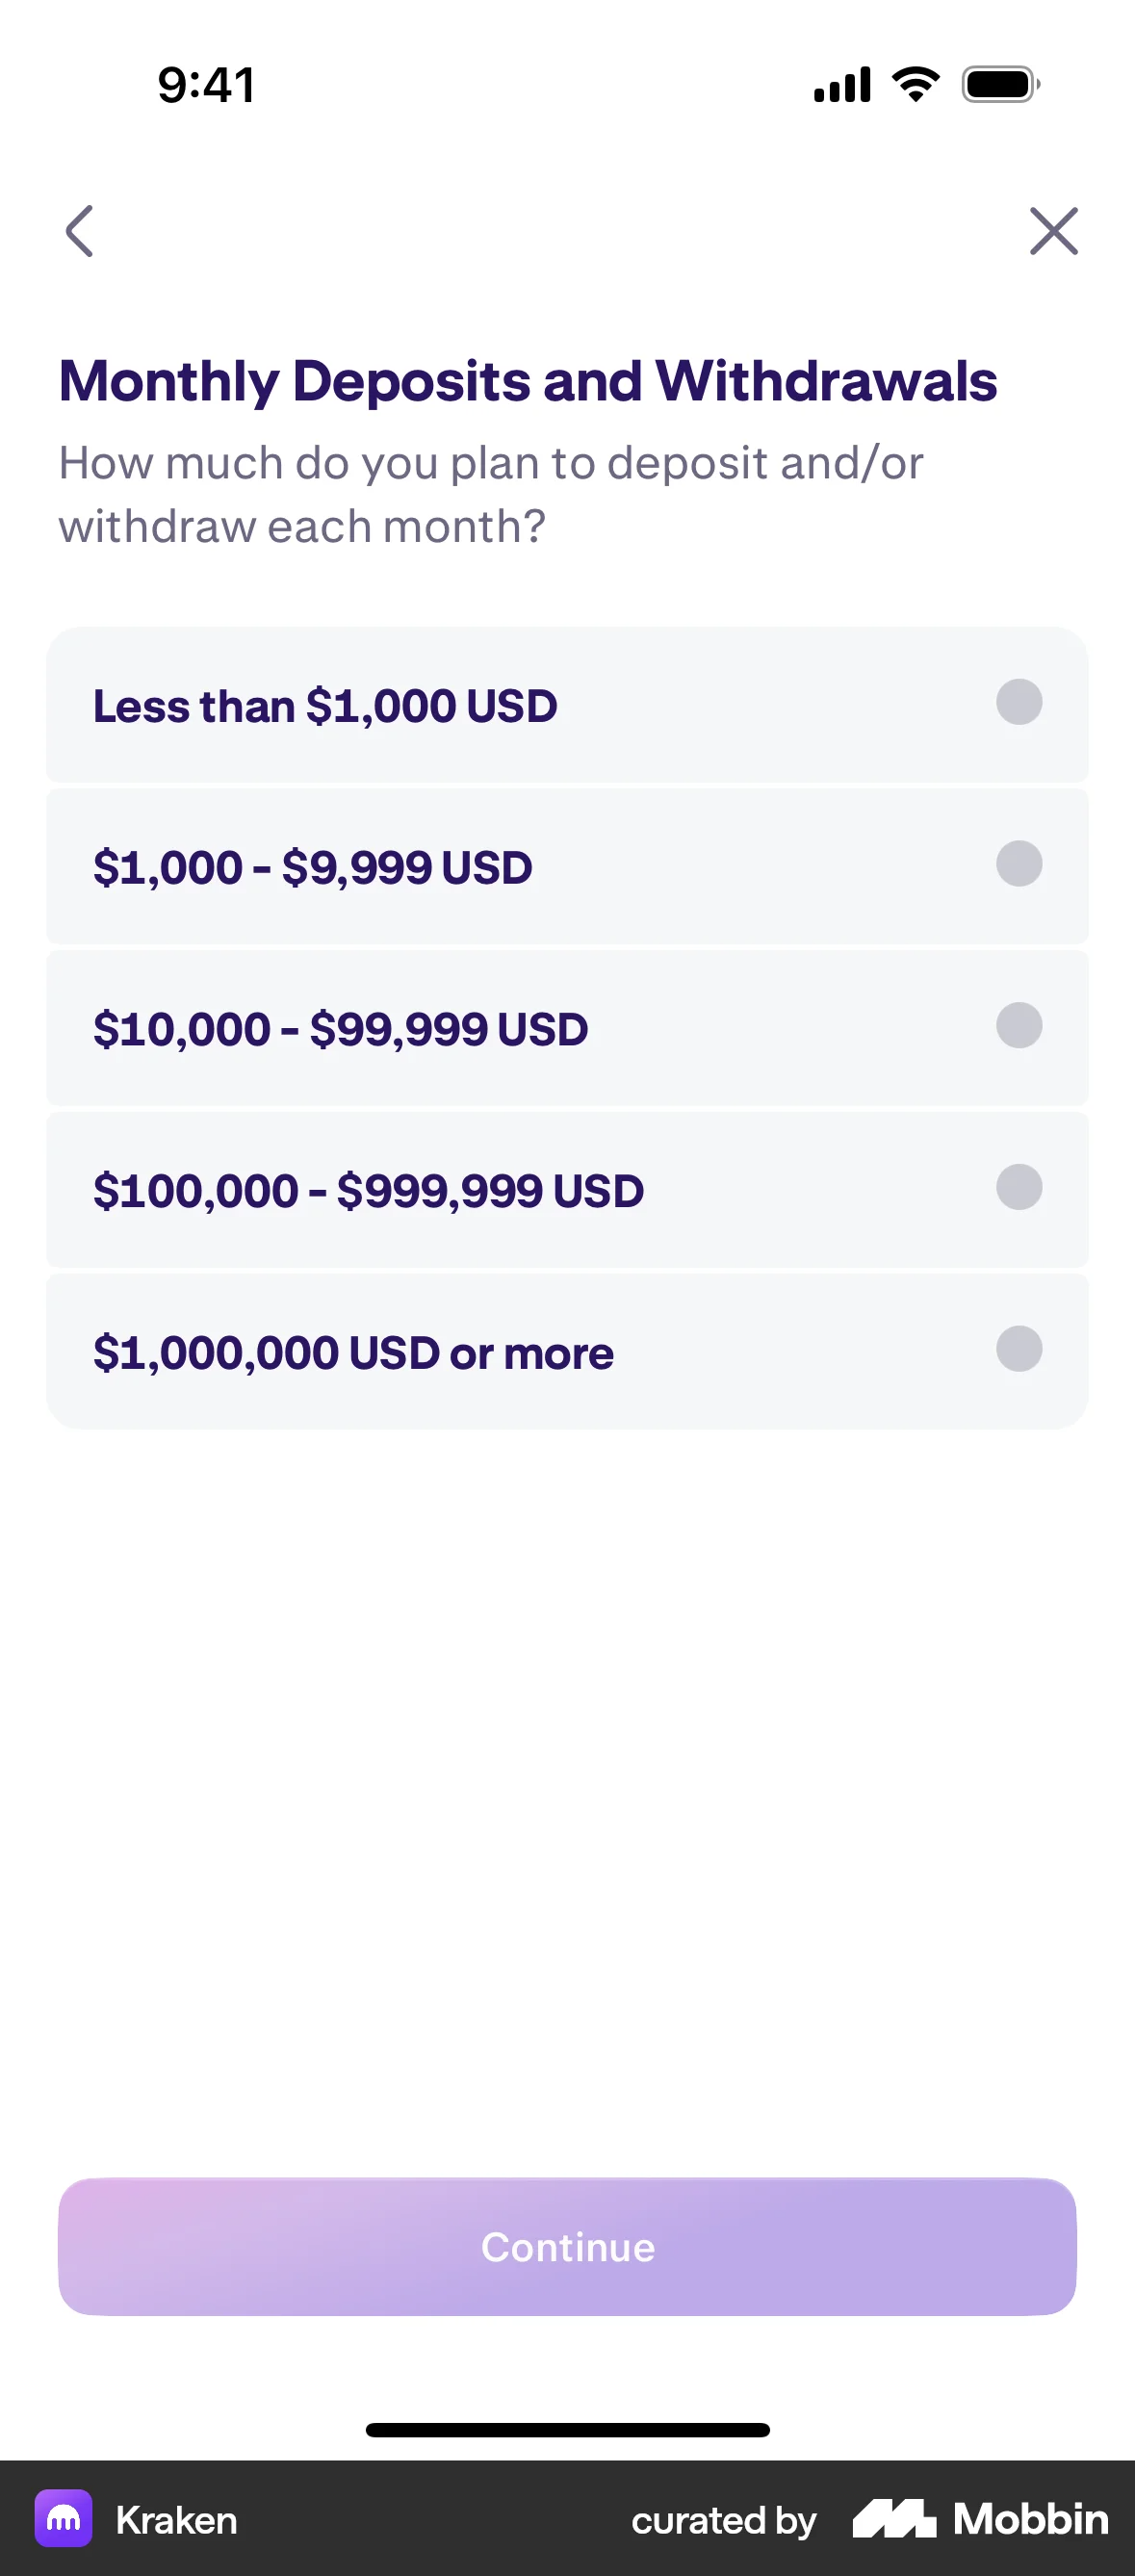 9:41
Monthly Deposits and Withdrawals
How much do you plan to deposit and/or
withdraw each month?
Less than $1,000 USD
$1,000 - $9,999 USD
$10,000 - $99,999 USD
$100,000 - $999,999 USD
$1,000,000 USD or more
Continue
Kraken
curated by Mobbin